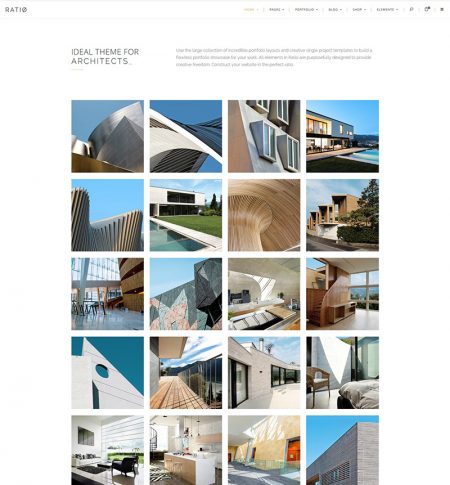 RATIO
HOME PAGES PORTFOLIO BLOG SHOP ELEMENTS
IDEAL THEME FOR
ARCHITECTS_
Use the large collection of incredible portfolio layouts and creative single project templates to build a
flawless portfolio showcase for your work. All elements in Ratio are purposefully designed to provide
creative freedom. Construct your website in the perfect ratio.